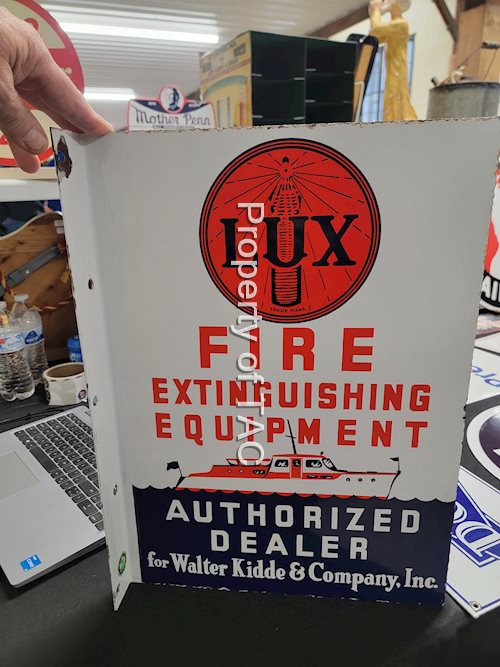 Mother Penn
LUX
TRADE MARK
FIRE
EXTINGUISHING
EQUIPMENT
AUTHORIZED
DEALER
for Walter Kidde & Company, Inc.
Property of TAC